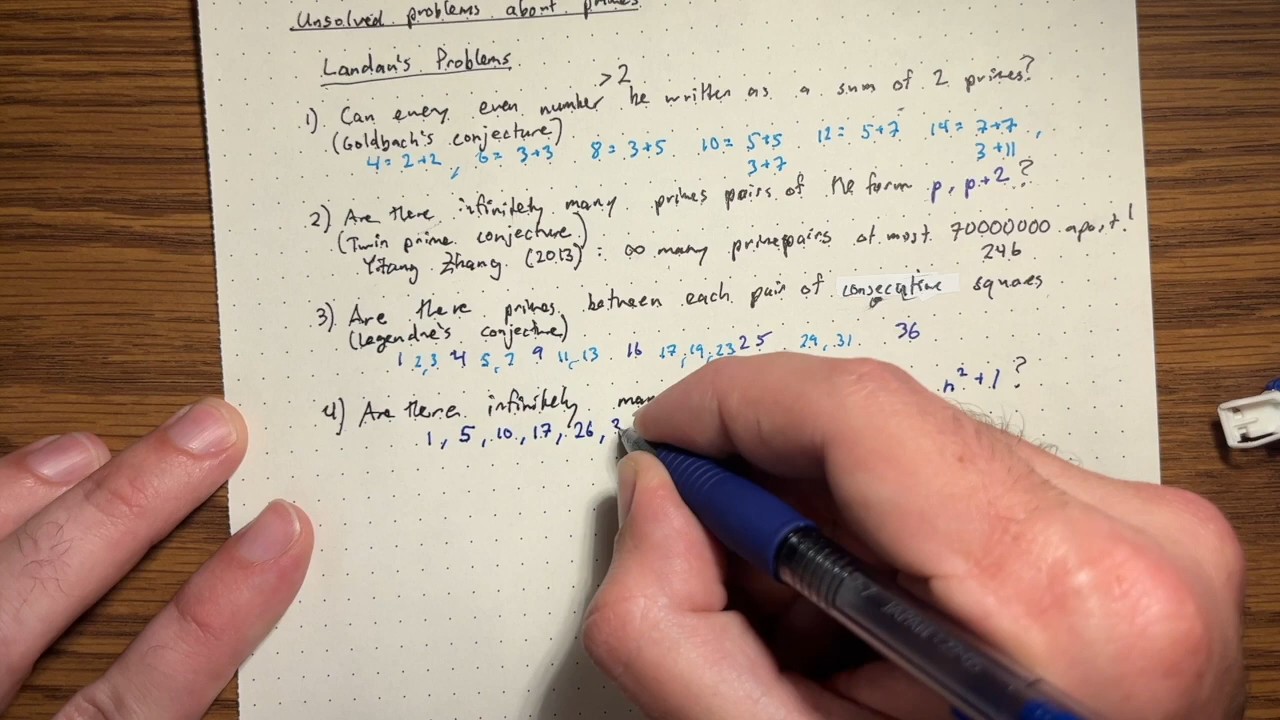 Unsolved problems about primes
Landau's Problems
>2
1) Can every even number be written as a sum of 2 primes?
(Goldbach's conjecture)
4=2+2, 6=3+3 8=3+5 10=5+5 12=5+7 14=7+7,
3+7 3+11
2) Are there infinitely many primes pairs of the form p, p+2?
(Twin prime conjecture)
Yitang Zhang (2013): ∞ many primepairs at most 70000000 apart!
246
3) Are there primes between each pair of consecutive squares
(Legendre's conjecture)
1 2,3 4 5,7 9 11,13 16 17,19,23 25 29,31 36
4) Are there infinitely man n²+1?
1, 5, 10, 17, 26, 3